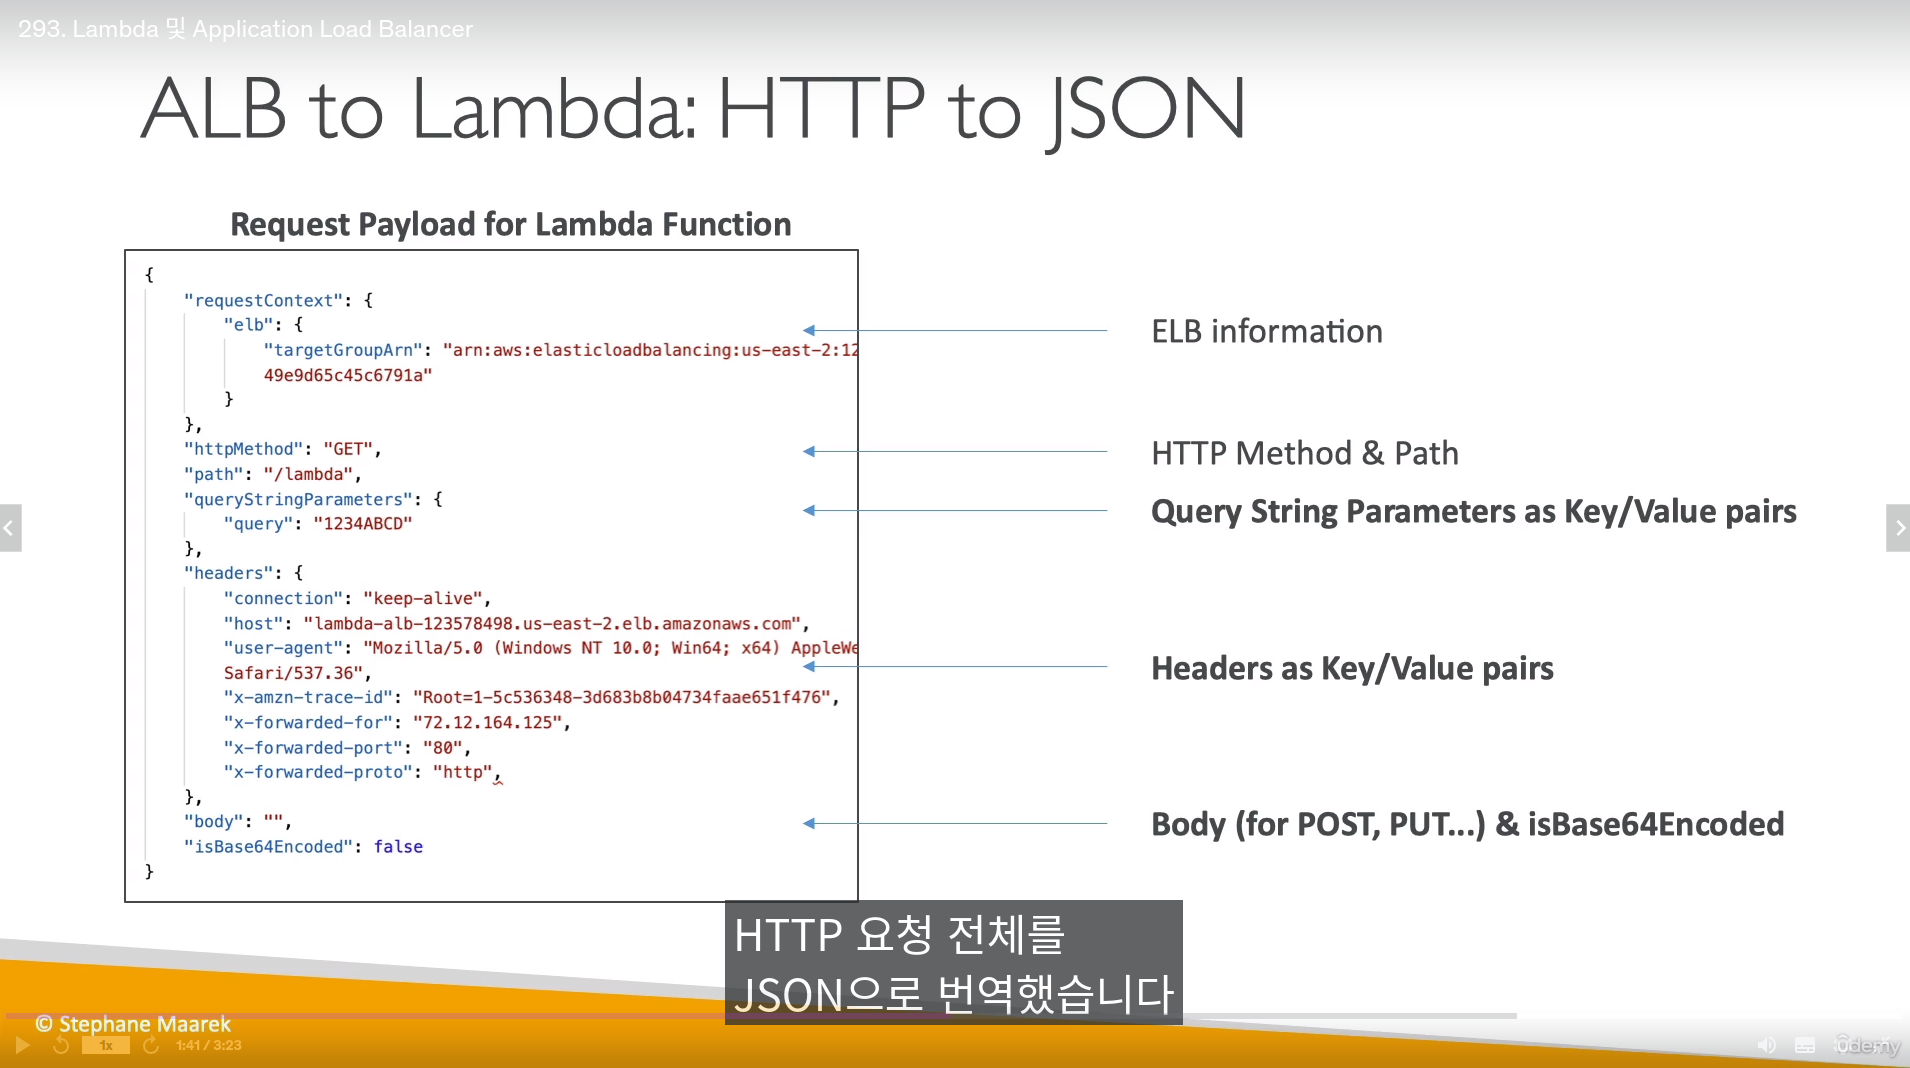 293. Lambda 및 Application Load Balancer
ALB to Lambda: HTTP to JSON
Request Payload for Lambda Function
{
"requestContext": {
"elb": {
"targetGroupArn": "arn:aws:elasticloadbalancing:us-east-2:12
49e9d65c45c6791a"
}
},
"httpMethod": "GET",
"path": "/lambda",
"queryStringParameters": {
"query": "1234ABCD"
},
"headers": {
"connection": "keep-alive",
"host": "lambda-alb-123578498.us-east-2.elb.amazonaws.com",
"user-agent": "Mozilla/5.0 (Windows NT 10.0; Win64; x64) AppleWe
Safari/537.36",
"x-amzn-trace-id": "Root=1-5c536348-3d683b8b04734faae651f476",
"x-forwarded-for": "72.12.164.125",
"x-forwarded-port": "80",
"x-forwarded-proto": "http",
},
"body": "",
"isBase64Encoded": false
}
ELB information
HTTP Method & Path
Query String Parameters as Key/Value pairs
Headers as Key/Value pairs
Body (for POST, PUT...) & isBase64Encoded
HTTP 요청 전체를
JSON으로 번역했습니다
© Stephane Maarek
1x
1:41 / 3:23
Udemy